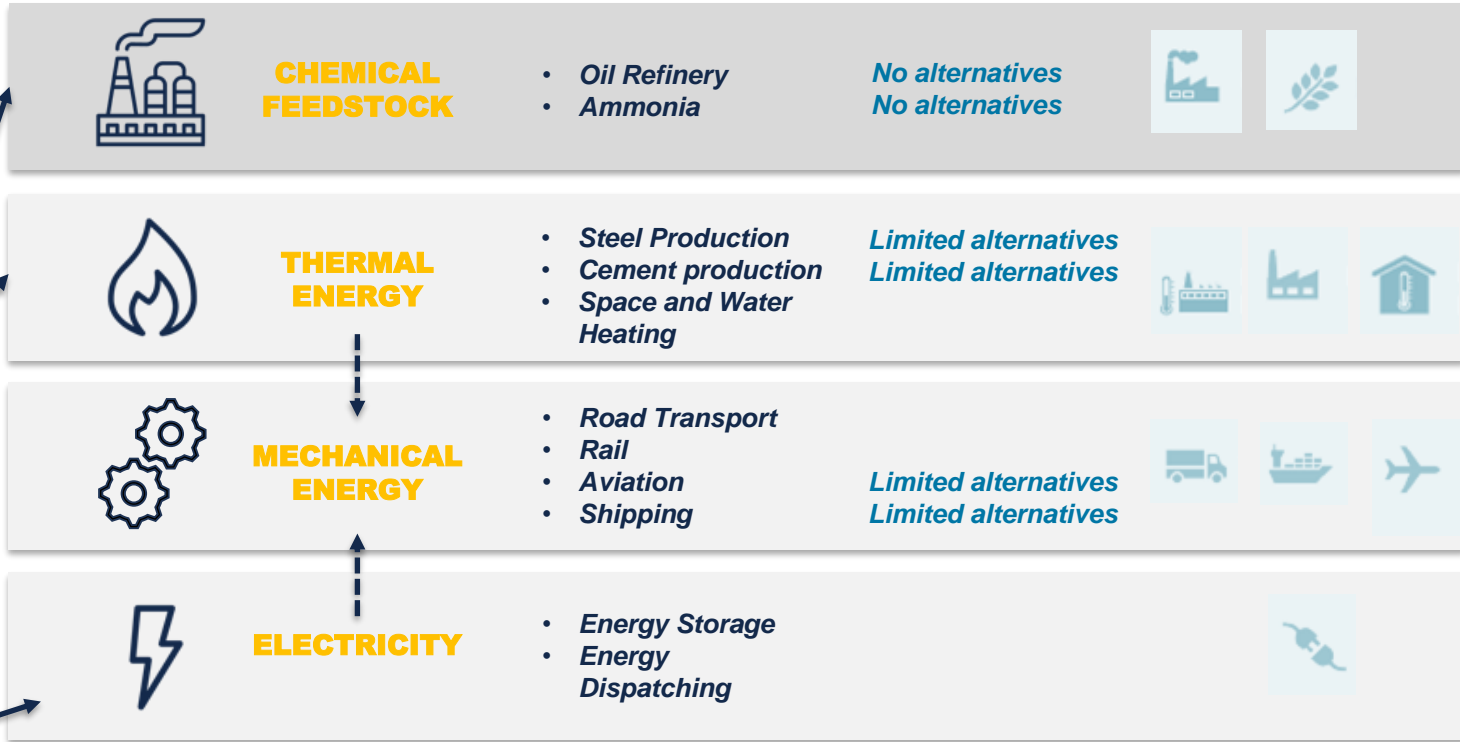 CHEMICAL
FEEDSTOCK
• Oil Refinery
• Ammonia
No alternatives
No alternatives
THERMAL
ENERGY
• Steel Production
• Cement production
• Space and Water
Heating
Limited alternatives
Limited alternatives
MECHANICAL
ENERGY
• Road Transport
• Rail
• Aviation
• Shipping
Limited alternatives
Limited alternatives
ELECTRICITY
• Energy Storage
• Energy
Dispatching